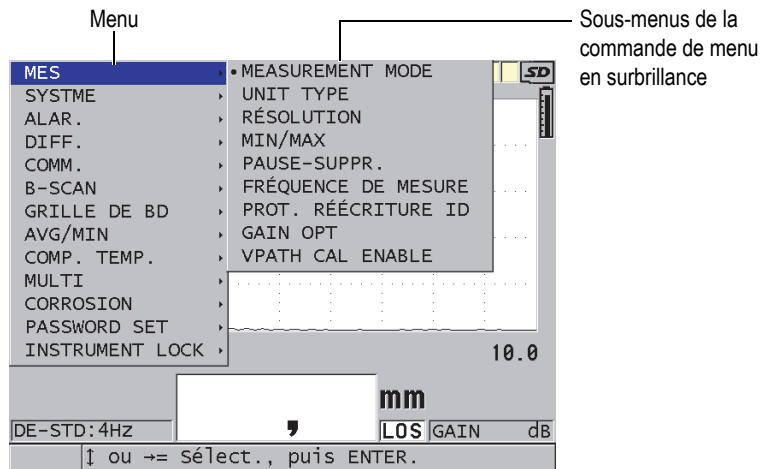 Menu
Sous-menus de la
commande de menu
en surbrillance
MES
SYSTME
ALAR.
DIFF.
COMM.
B-SCAN
GRILLE DE BD
AVG/MIN
COMP. TEMP.
MULTI
CORROSION
PASSWORD SET
INSTRUMENT LOCK
•MEASUREMENT MODE
UNIT TYPE
RÉSOLUTION
MIN/MAX
PAUSE-SUPPR.
FRÉQUENCE DE MESURE
PROT. RÉÉCRITURE ID
GAIN OPT
VPATH CAL ENABLE
SD
10.0
,
mm
DE-STD:4Hz
LOS GAIN dB
↕ ou →= Sélect., puis ENTER.